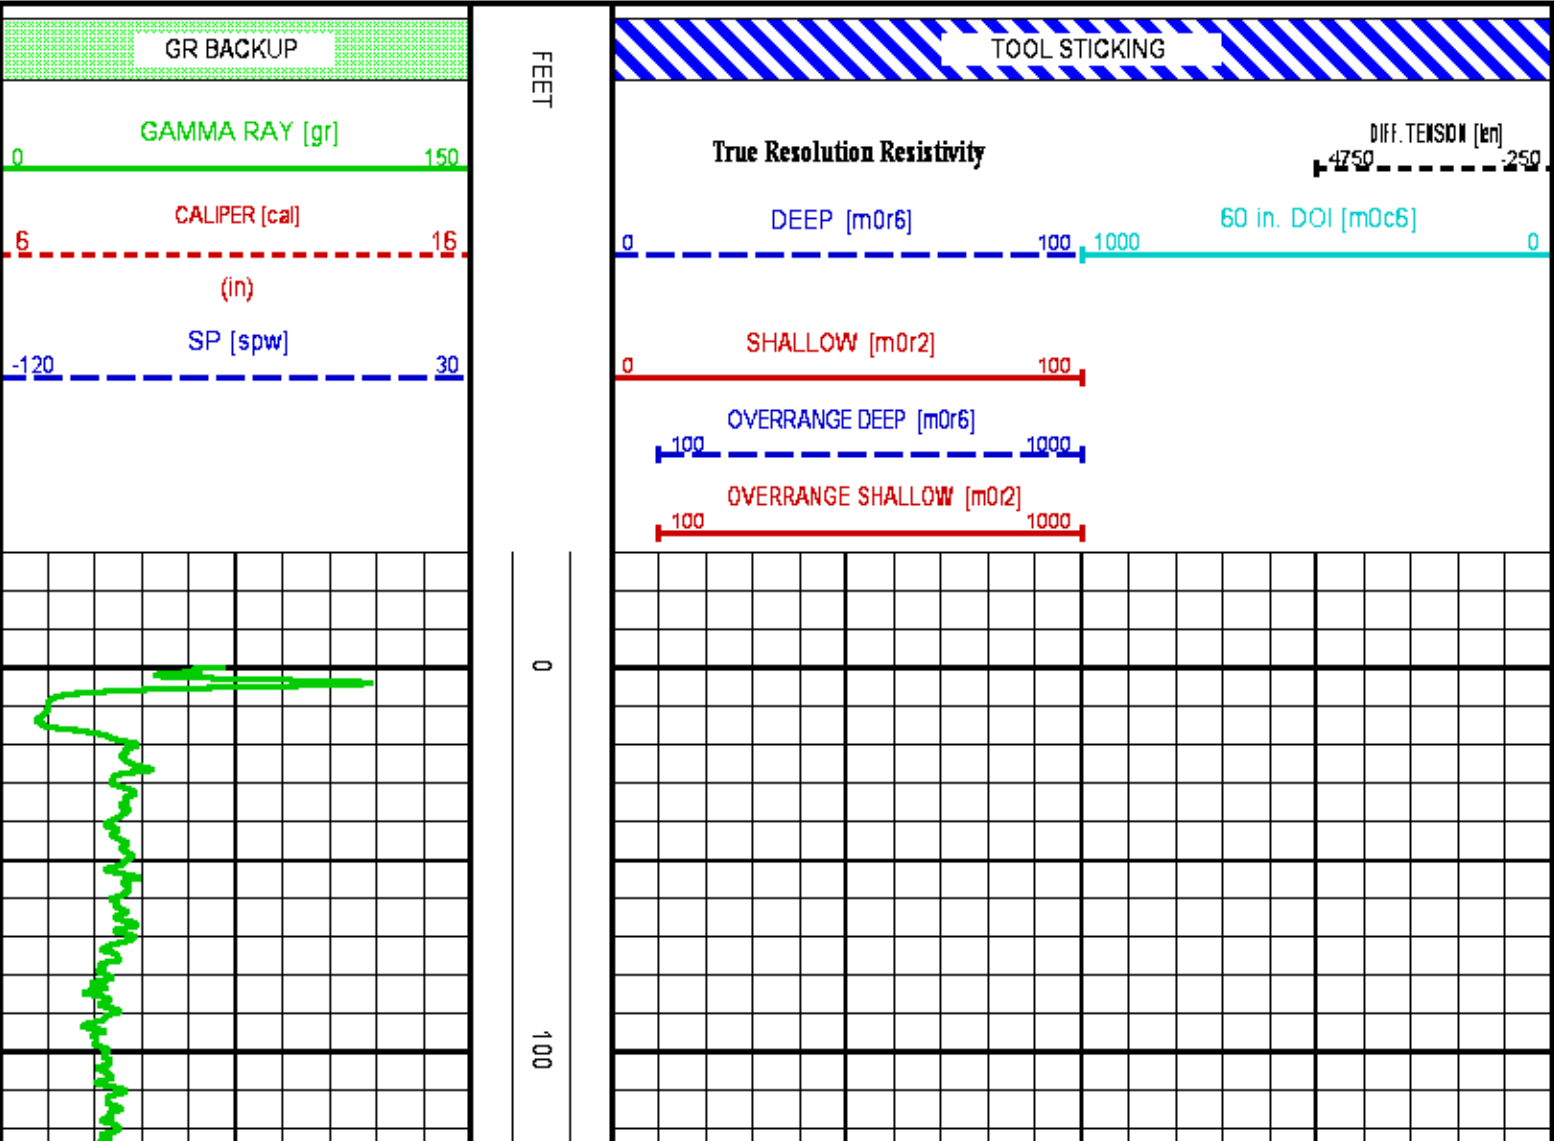 GR BACKUP
FEET
TOOL STICKING
GAMMA RAY [gr]
0 150
CALIPER [cal]
6 16
(in)
SP [spw]
-120 30
True Resolution Resistivity
DIFF. TENSION [ten]
4750 -250
DEEP [m0r6]
0 100
60 in. DOI [m0c6]
1000 0
SHALLOW [m0r2]
0 100
OVERRANGE DEEP [m0r6]
100 1000
OVERRANGE SHALLOW [m0r2]
100 1000
0
100